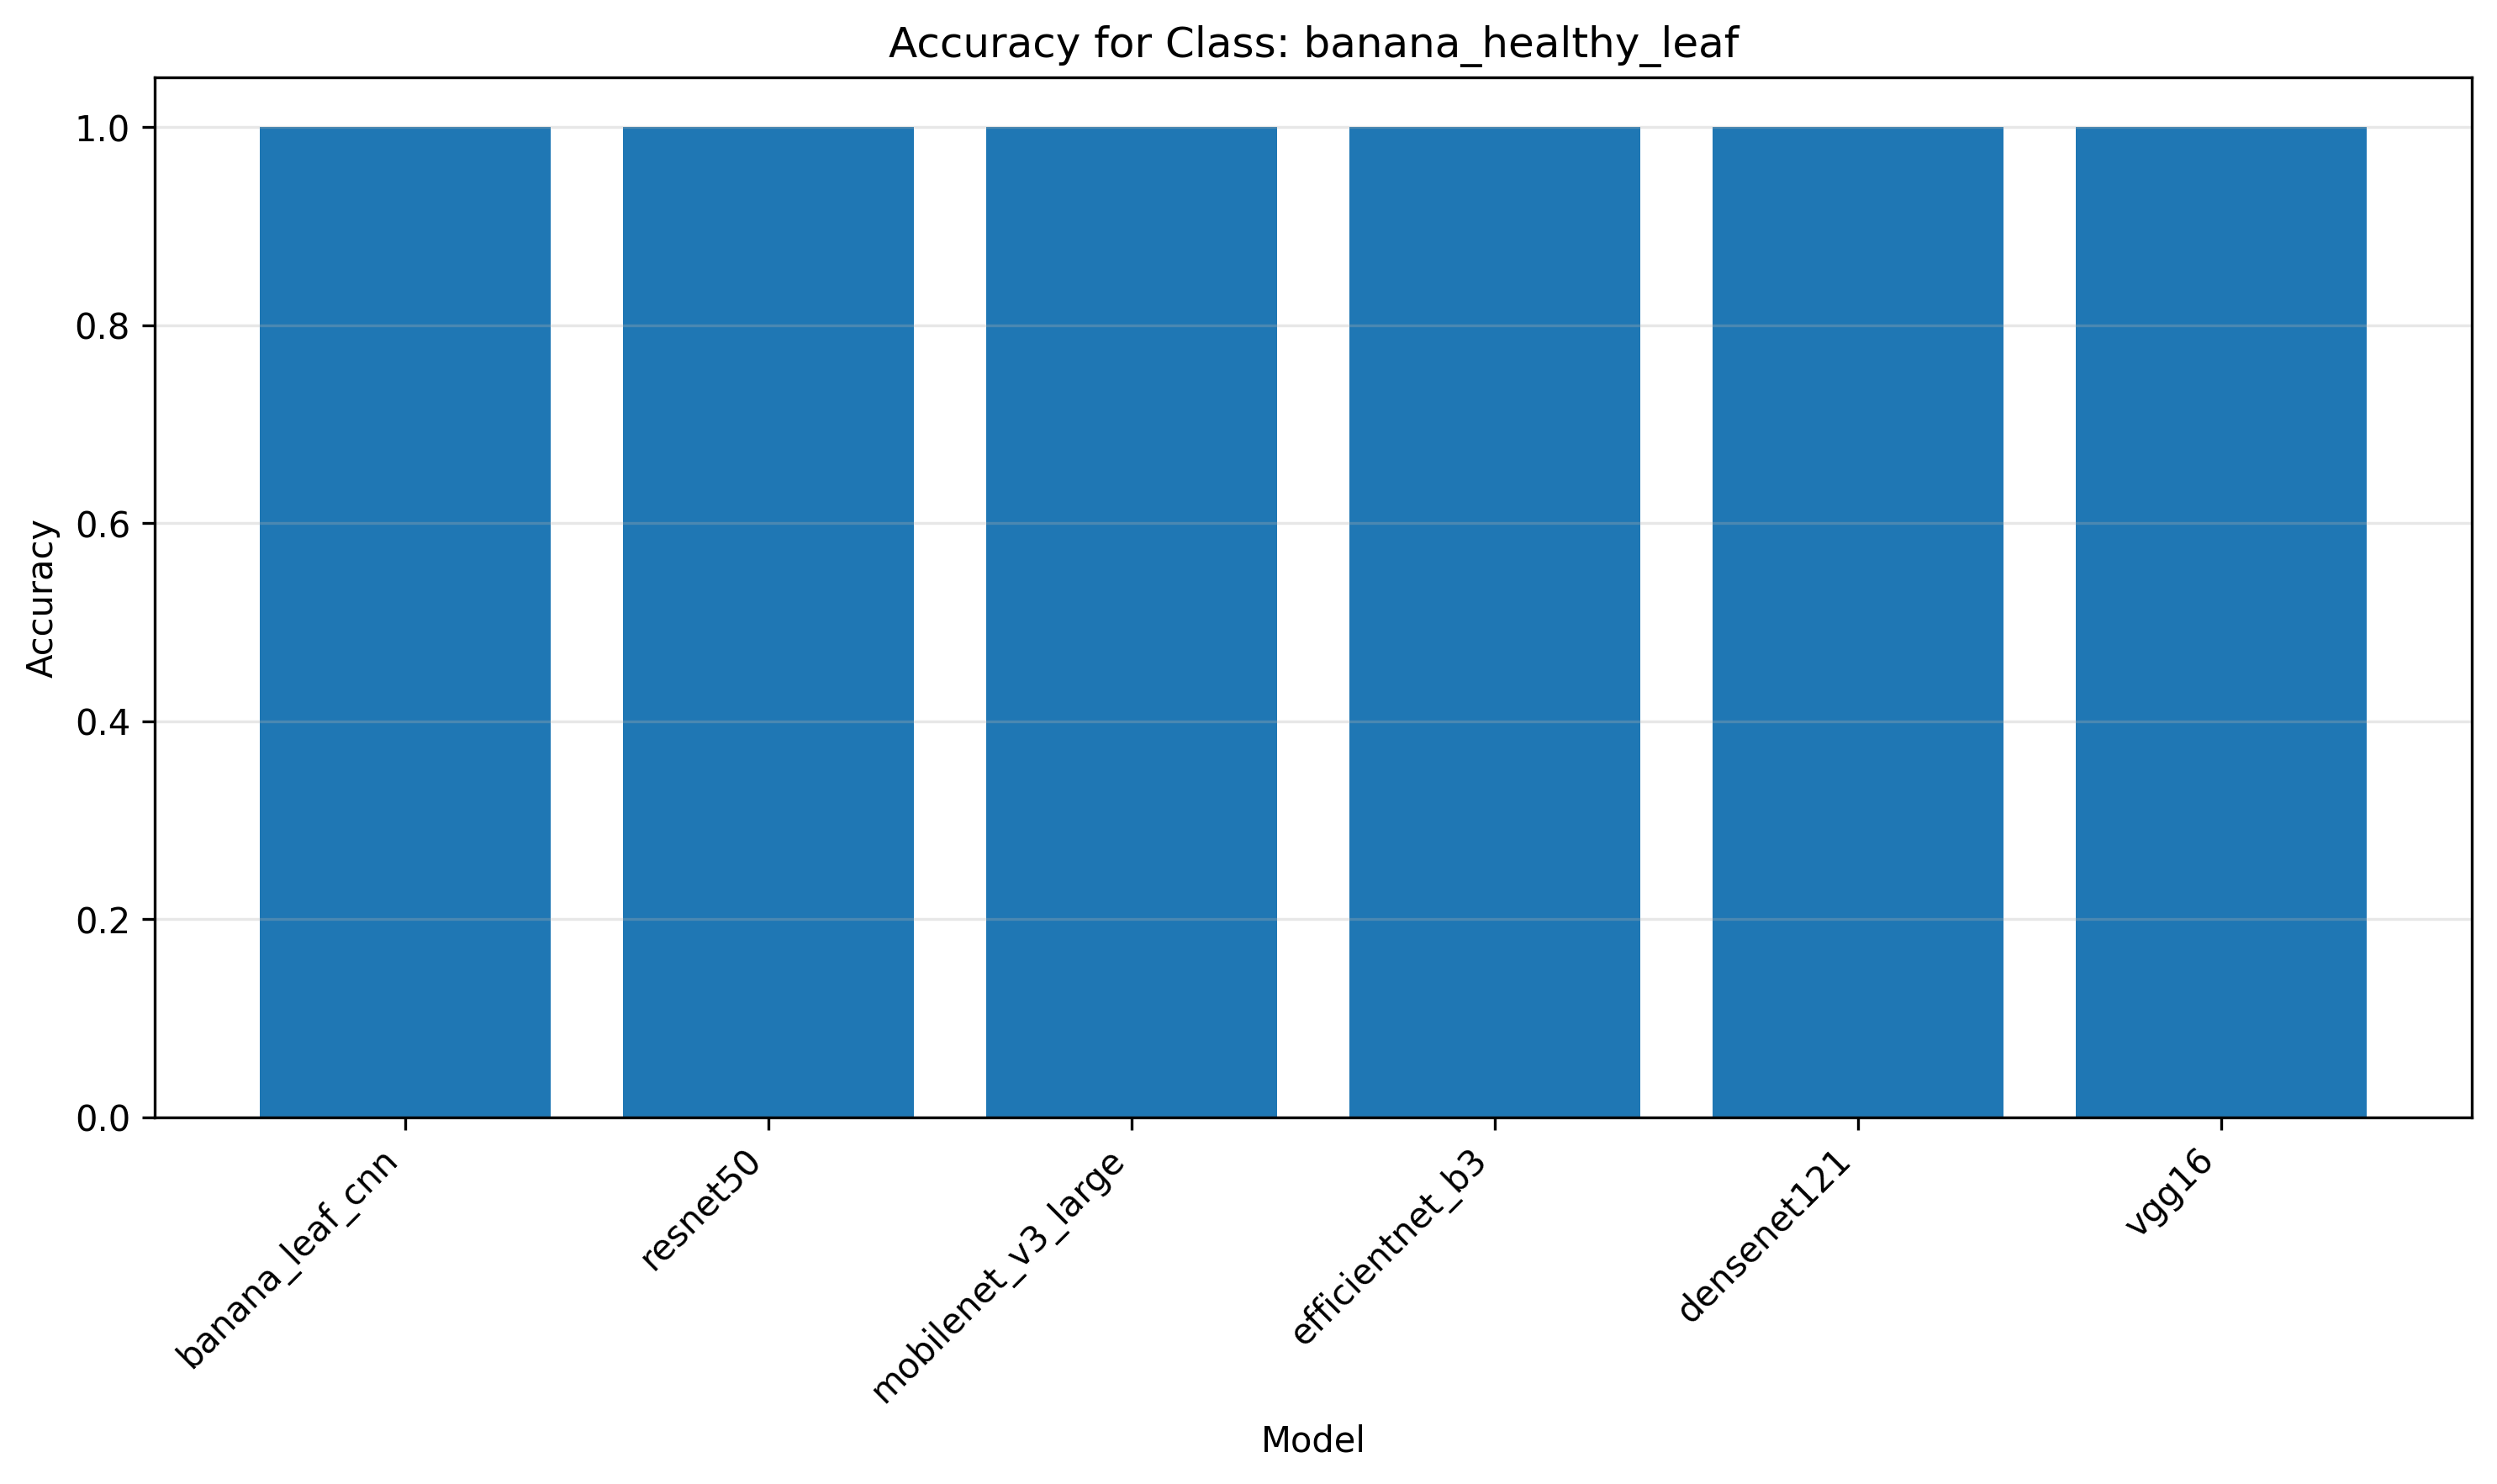 Accuracy for Class: banana_healthy_leaf
Accuracy
1.0
0.8
0.6
0.4
0.2
0.0
banana_leaf_cnn
resnet50
mobilenet_v3_large
efficientnet_b3
densenet121
vgg16
Model